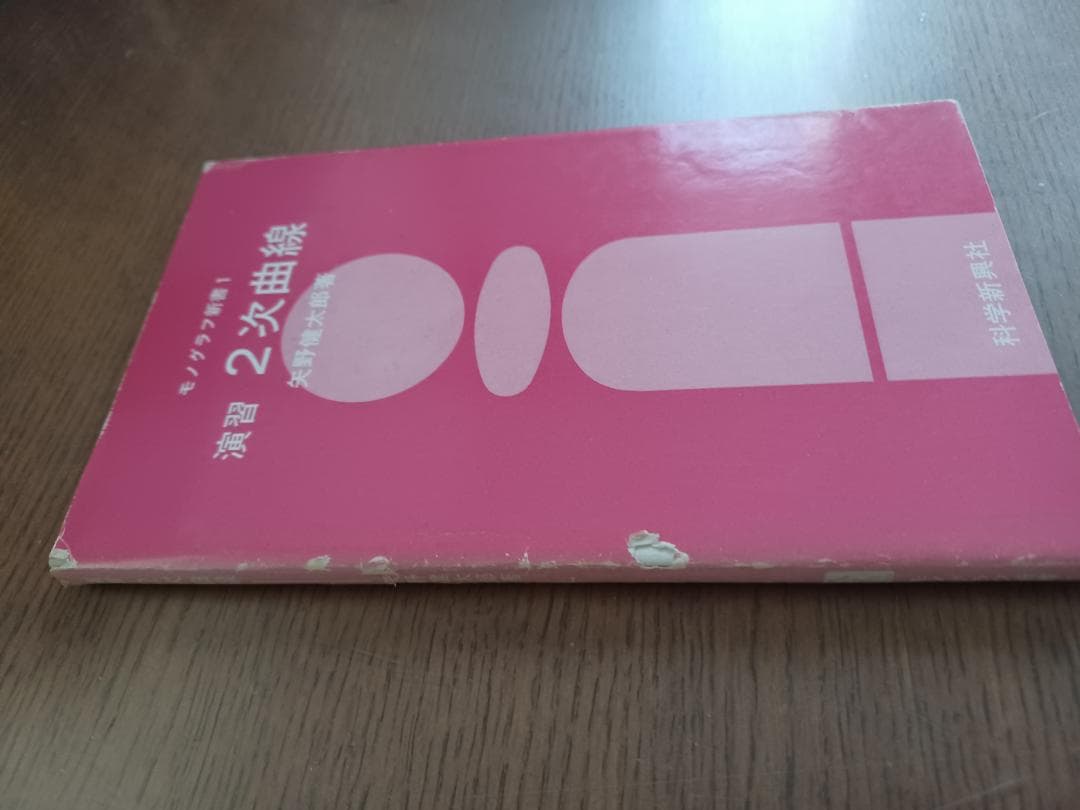 モノグラフ新書 1
演習 2次曲線
矢野健太郎著
科学新興社